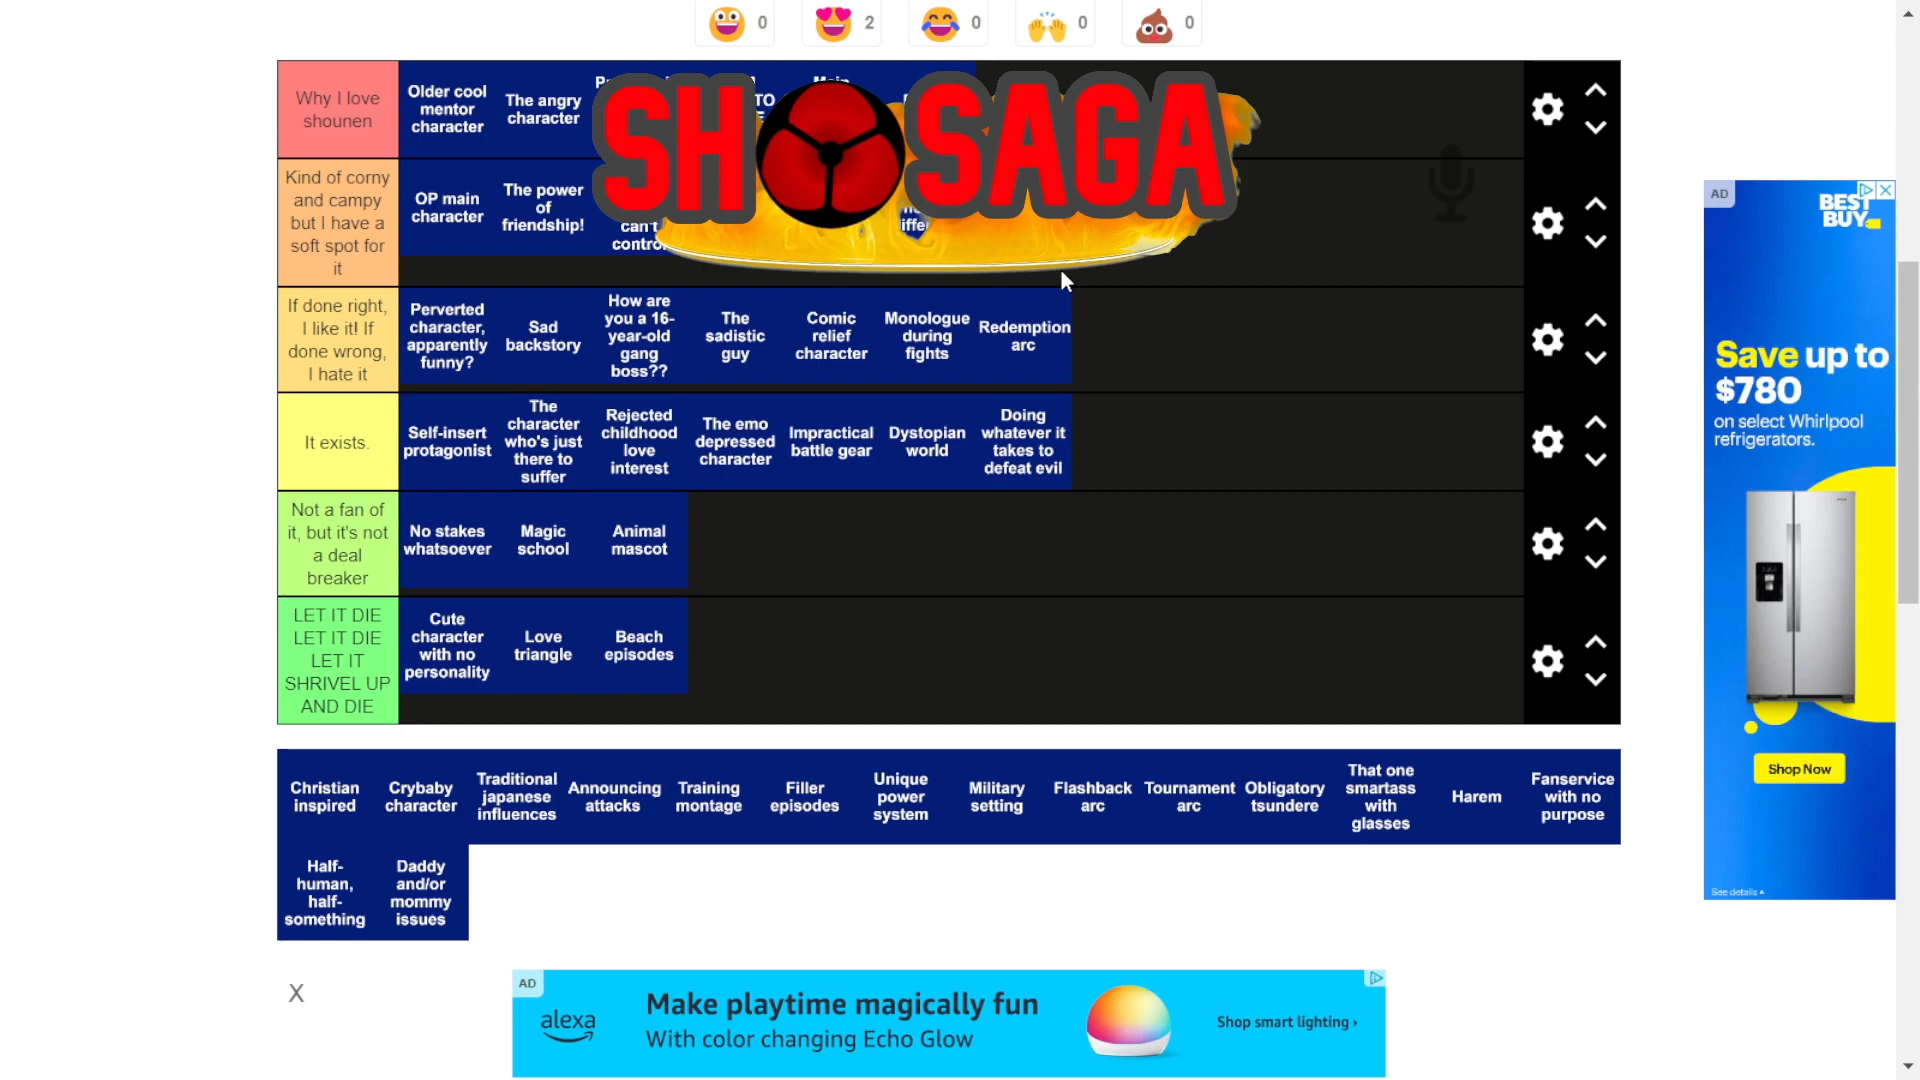 0 2 0 0 0
Why I love
shounen
Older cool
mentor
character
The angry
character
TO
SH SAGA
Kind of corny
and campy
but I have a
soft spot for
it
OP main
character
The power
of
friendship!
can't
If done right,
I like it! If
done wrong,
I hate it
Perverted
character,
apparently
funny?
Sad
backstory
How are
you a 16-
year-old
gang
boss??
The
sadistic
guy
Comic
relief
character
Monologue
during
fights
Redemption
arc
It exists.
Self-insert
protagonist
The
character
who's just
there to
suffer
Rejected
childhood
love
interest
The emo
depressed
character
Impractical
battle gear
Dystopian
world
Doing
whatever it
takes to
defeat evil
Not a fan of
it, but it's not
a deal
breaker
No stakes
whatsoever
Magic
school
Animal
mascot
LET IT DIE
LET IT DIE
LET IT
SHRIVEL UP
AND DIE
Cute
character
with no
personality
Love
triangle
Beach
episodes
Christian
inspired
Crybaby
character
Traditional
japanese
influences
Announcing
attacks
Training
montage
Filler
episodes
Unique
power
system
Military
setting
Flashback
arc
Tournament
arc
Obligatory
tsundere
That one
smartass
with
glasses
Harem
Fanservice
with no
purpose
Half-
human,
half-
something
Daddy
and/or
mommy
issues
AD
BEST
BUY
Save up to
$780
on select Whirlpool
refrigerators.
Shop Now
See details
X
AD
alexa
Make playtime magically fun
With color changing Echo Glow
Shop smart lighting ›